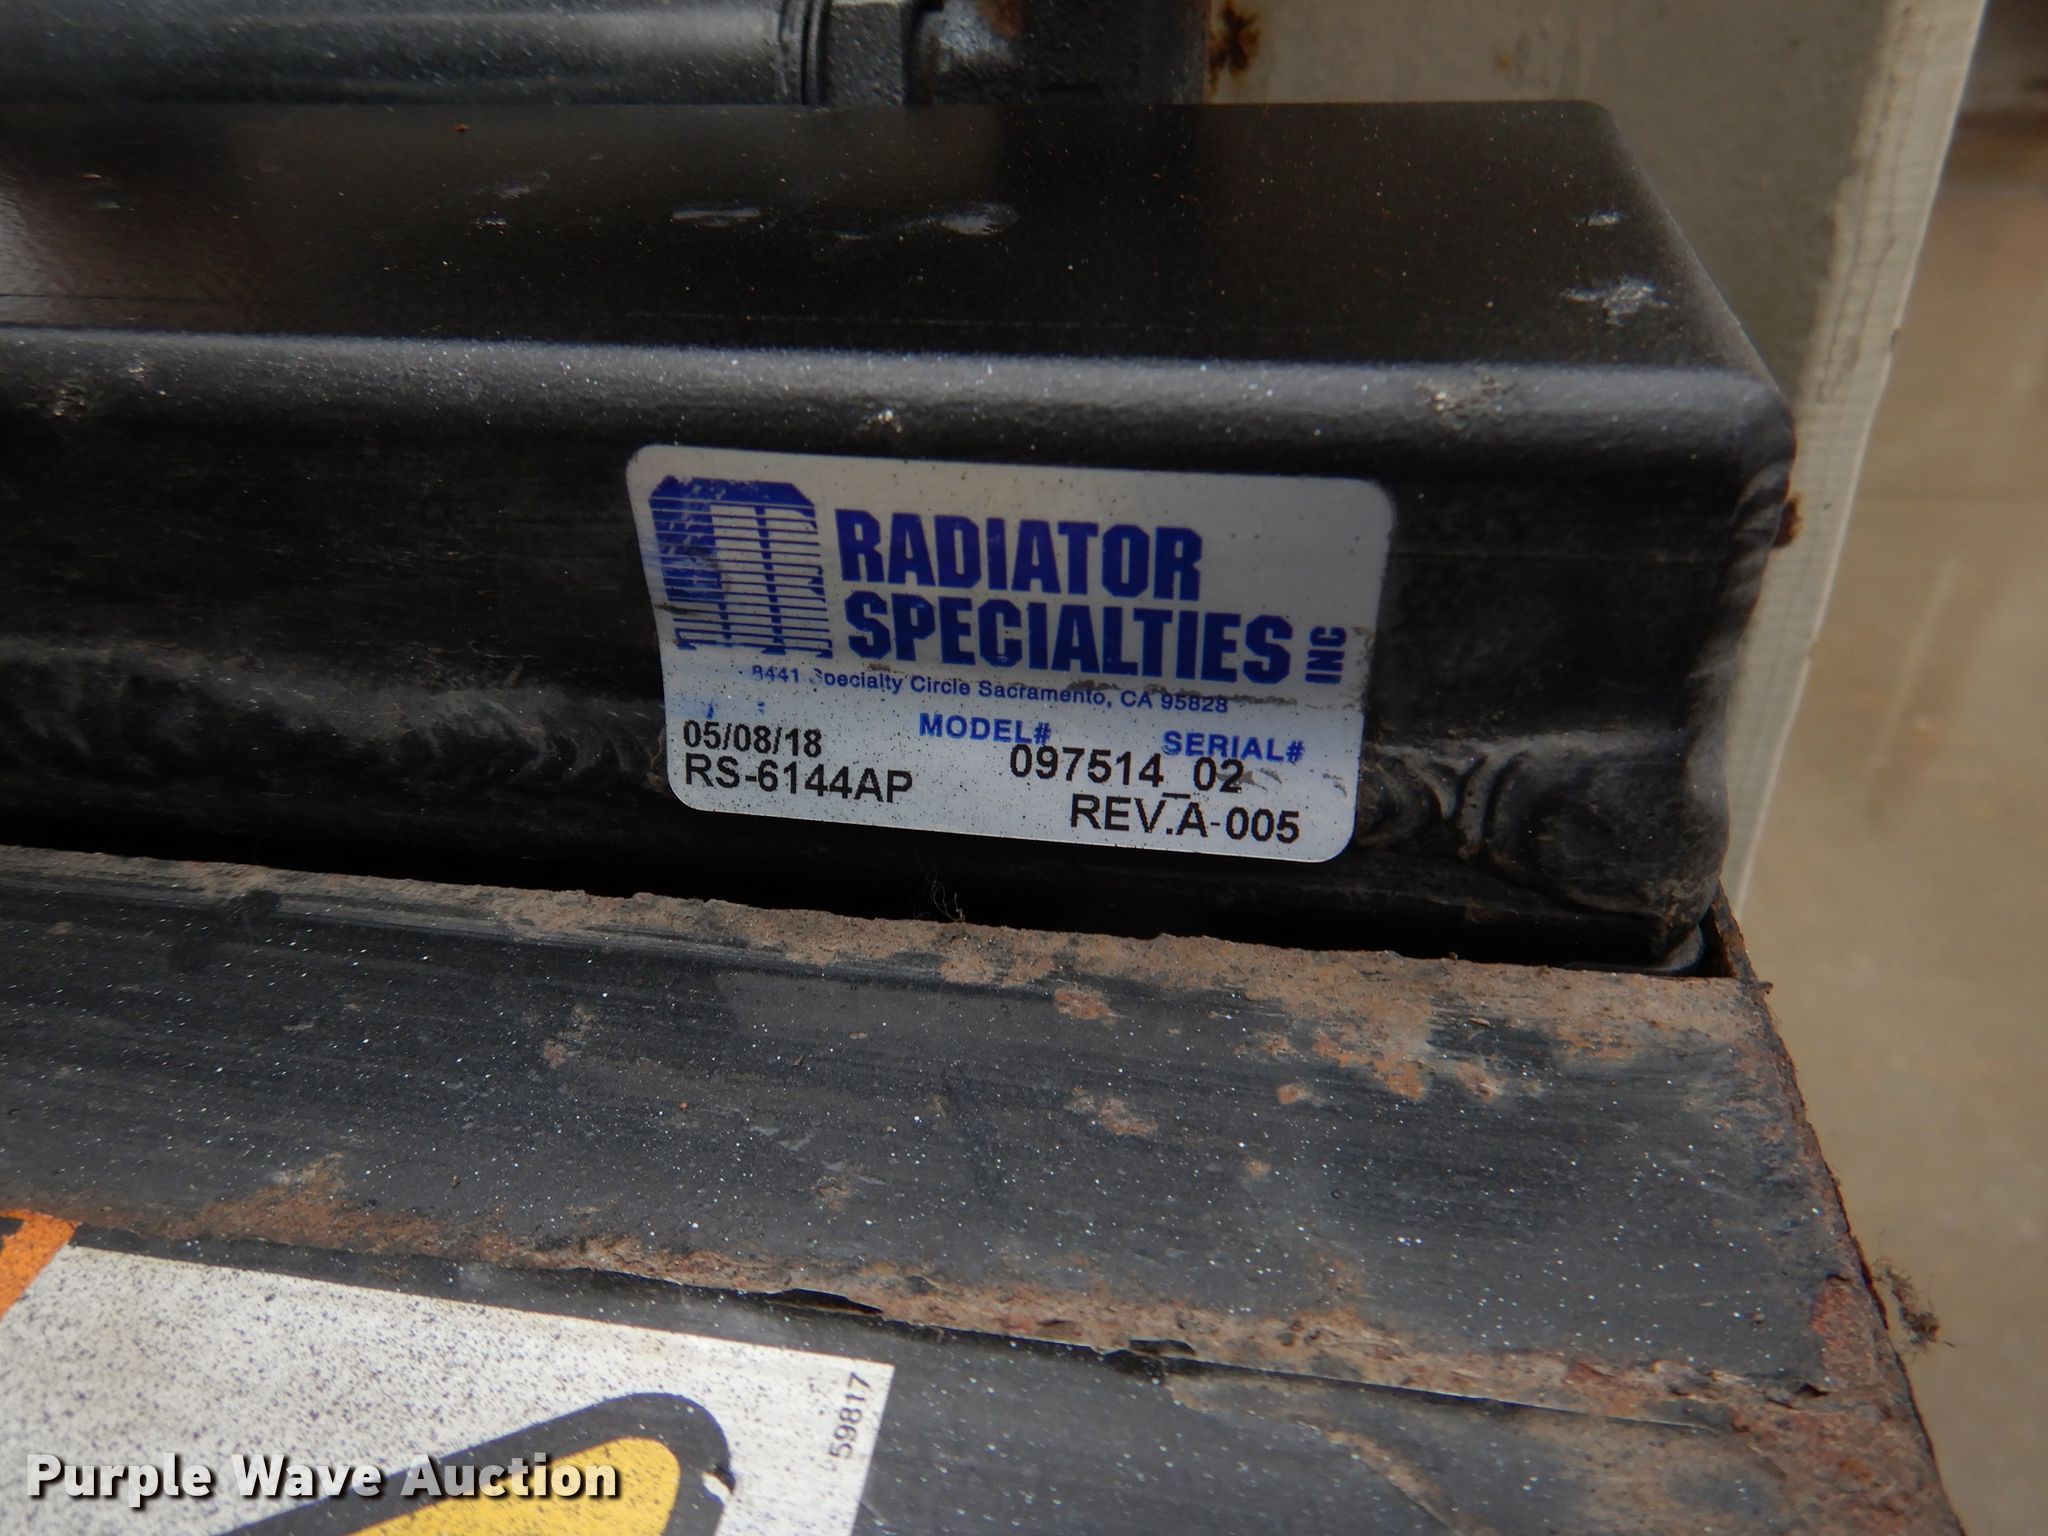 RADIATOR
SPECIALTIES INC
8441 Specialty Circle Sacramento, CA 95828
MODEL# SERIAL#
05/08/18 097514_02
RS-6144AP REV.A-005
59817
Purple Wave Auction